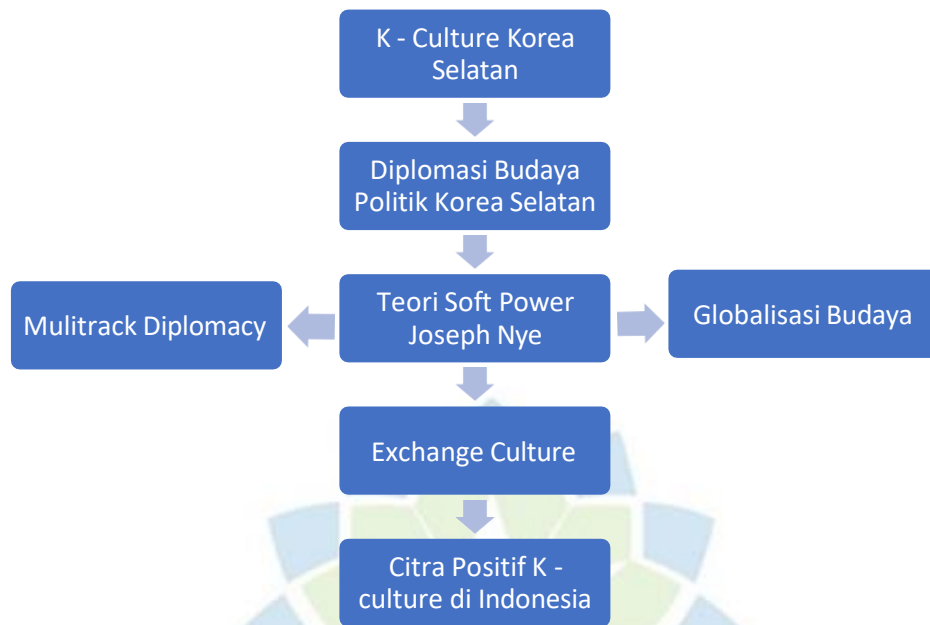 K - Culture Korea
Selatan
Diplomasi Budaya
Politik Korea Selatan
Mulitrack Diplomacy
Teori Soft Power
Joseph Nye
Globalisasi Budaya
Exchange Culture
Citra Positif K -
culture di Indonesia